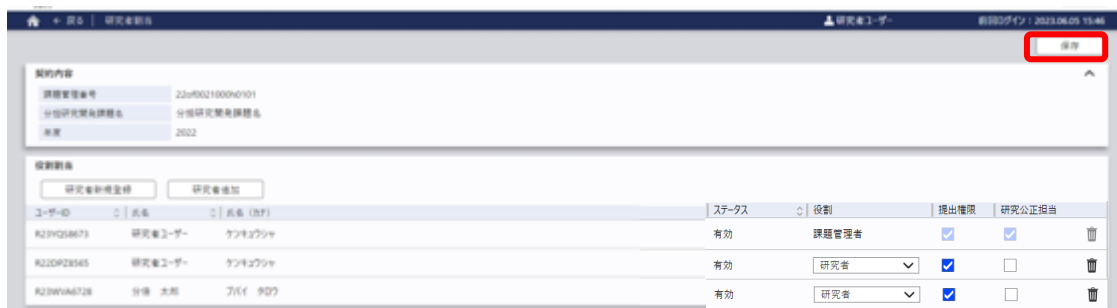 ← 戻る | 研究者割当 研究者ユーザー 前回ログイン：2023.06.05 15:46
保存
契約内容
課題管理番号 22of0021000h0101
分担研究開発課題名 分担研究開発課題名
年度 2022
役割割当
研究者新規登録 研究者追加
ユーザーID 氏名 氏名 (カナ) ステータス 役割 提出権限 研究公正担当
R23YQS8673 研究者ユーザー ケンキュウシャ 有効 課題管理者
R22DPZ8565 研究者ユーザー ケンキュウシャ 有効 研究者
R23WVA6728 分担 太郎 ブバイ タロウ 有効 研究者